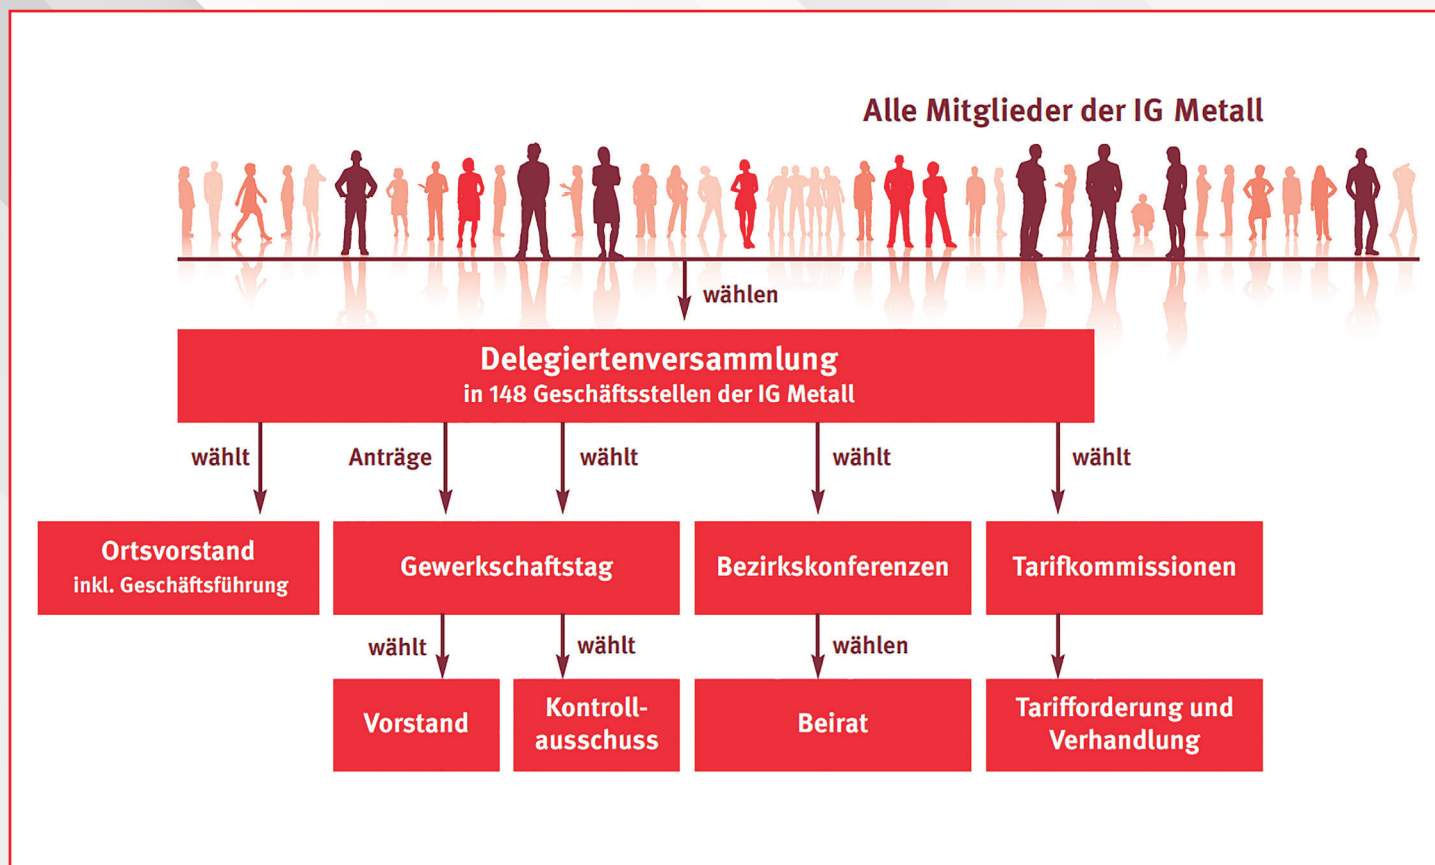 Alle Mitglieder der IG Metall
wählen
Delegiertenversammlung
in 148 Geschäftsstellen der IG Metall
wählt
Anträge
wählt
wählt
wählt
Ortsvorstand
inkl. Geschäftsführung
Gewerkschaftstag
Bezirkskonferenzen
Tarifkommissionen
wählt
wählt
wählen
Vorstand
Kontroll-
ausschuss
Beirat
Tarifforderung und
Verhandlung